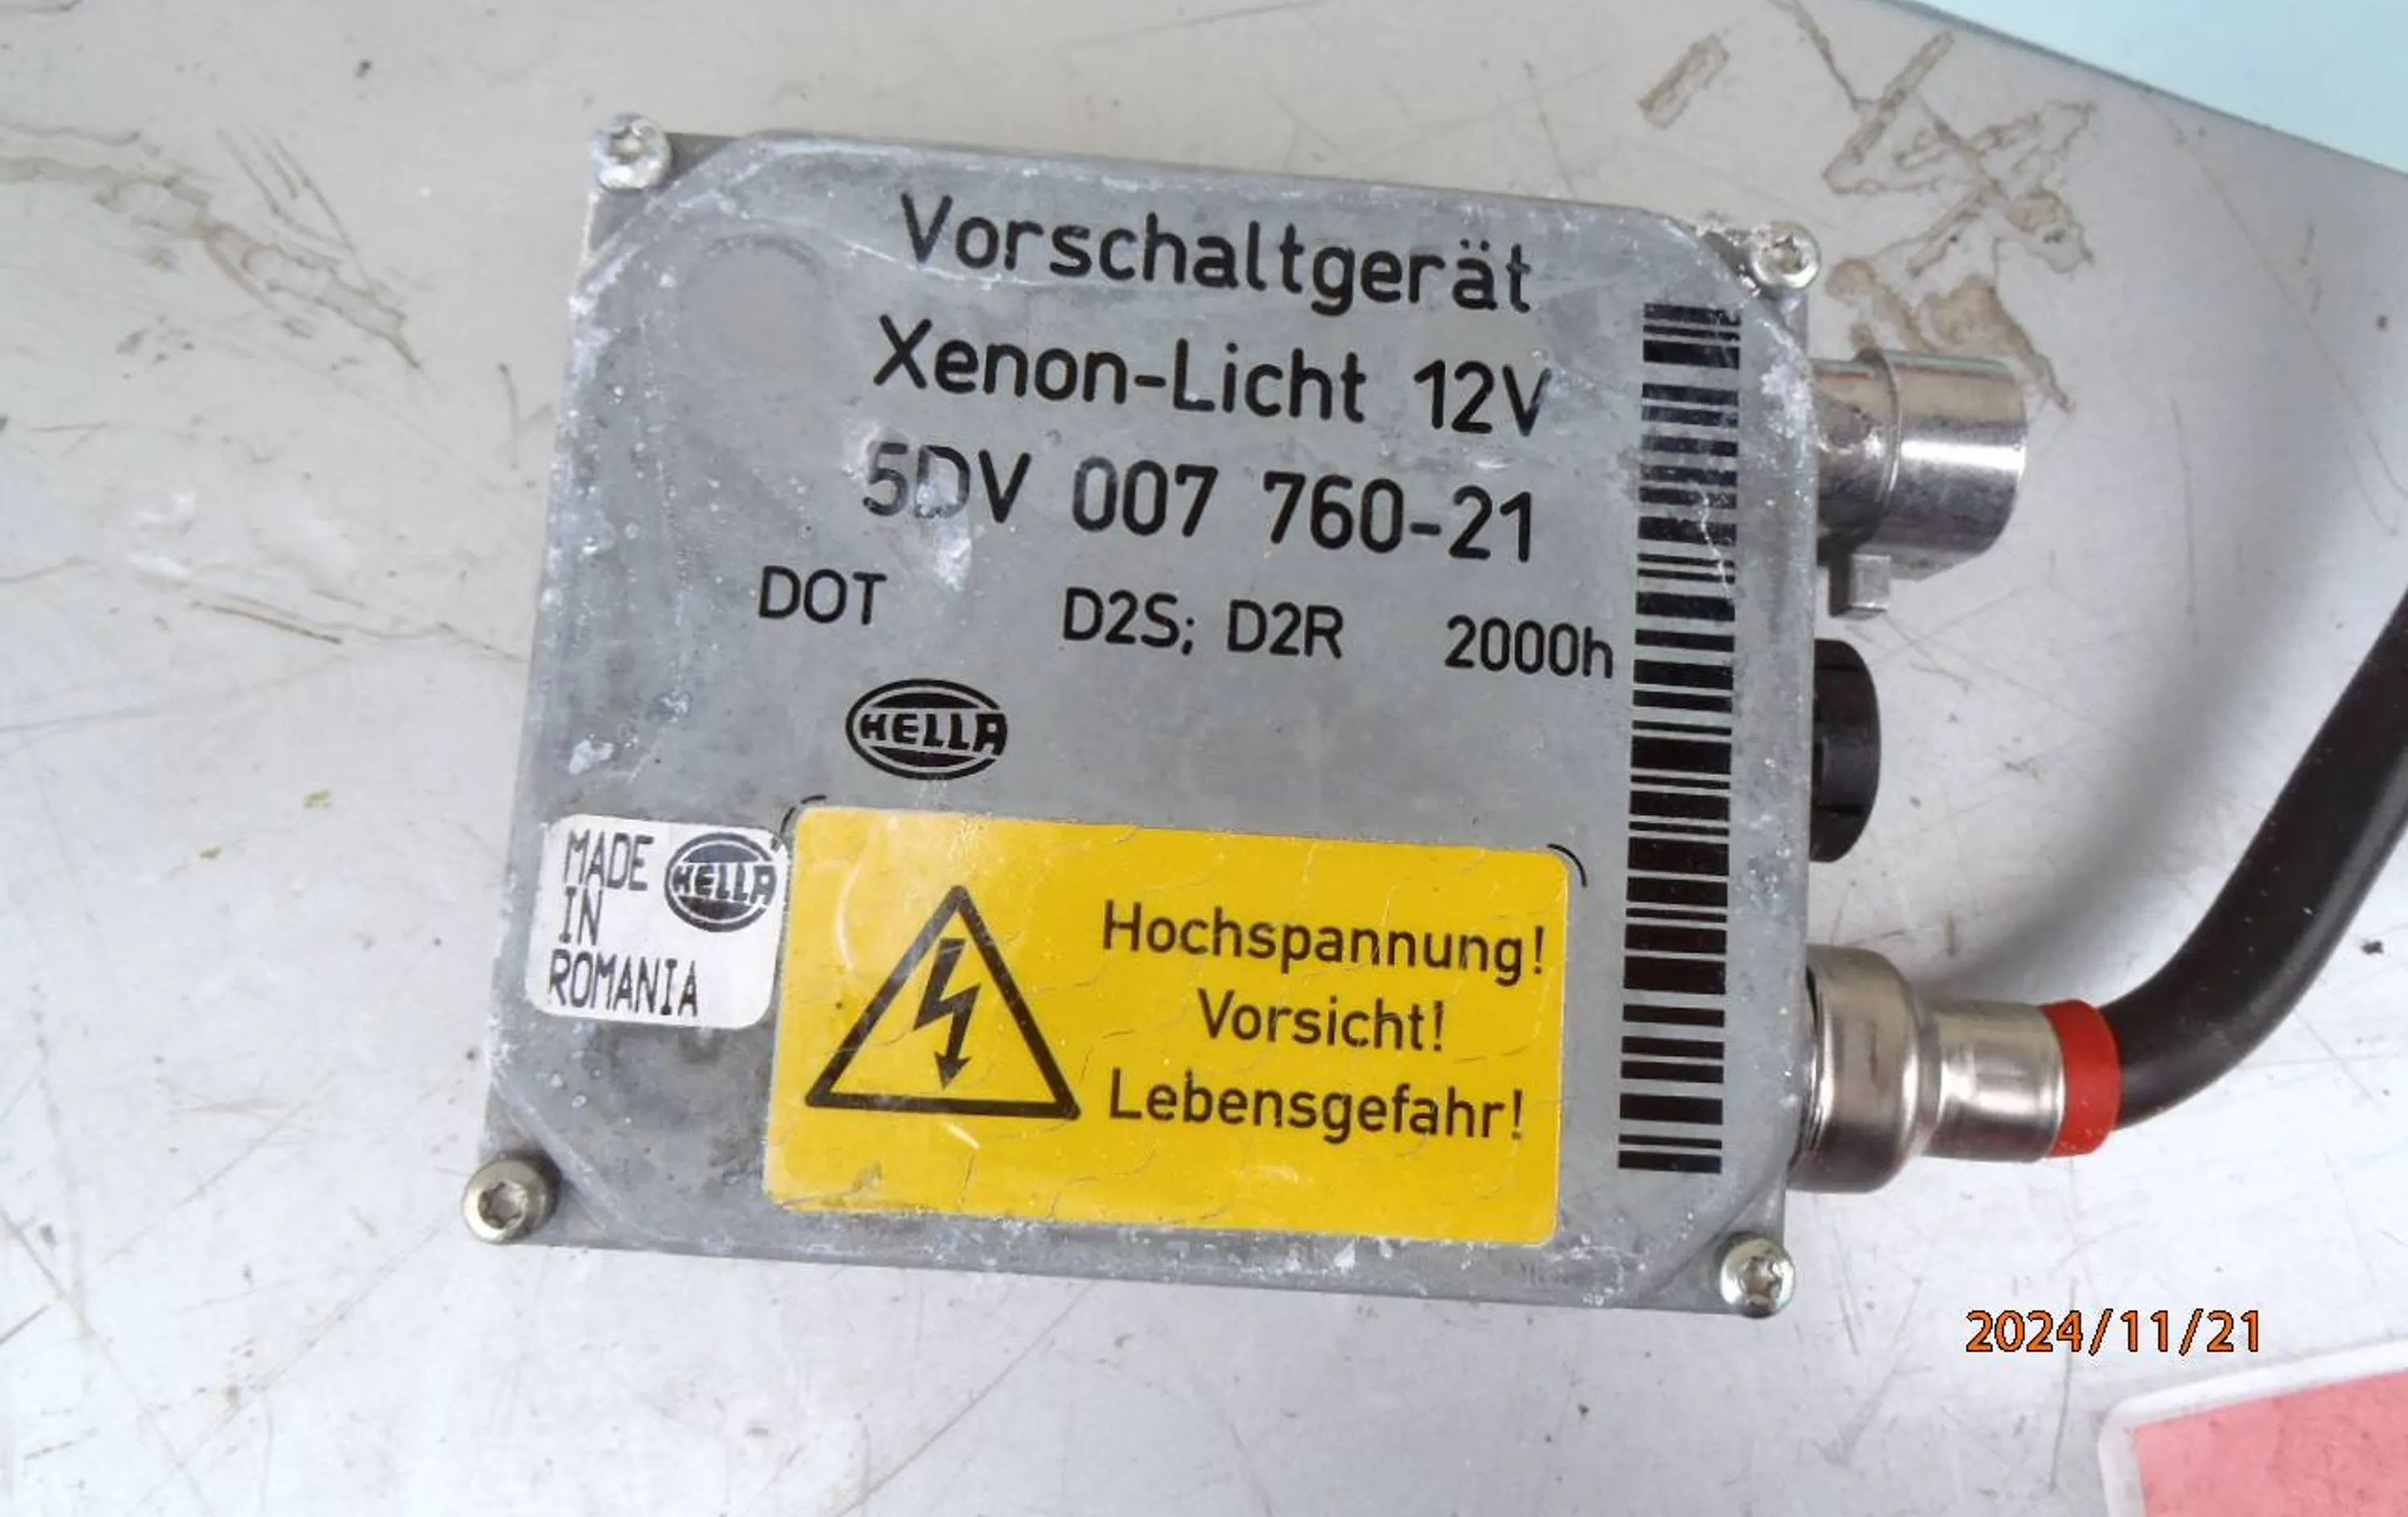 Vorschaltgerät
Xenon-Licht 12V
5DV 007 760-21
DOT D2S; D2R 2000h
HELLA
MADE HELLA
IN
ROMANIA
Hochspannung!
Vorsicht!
Lebensgefahr!
2024/11/21